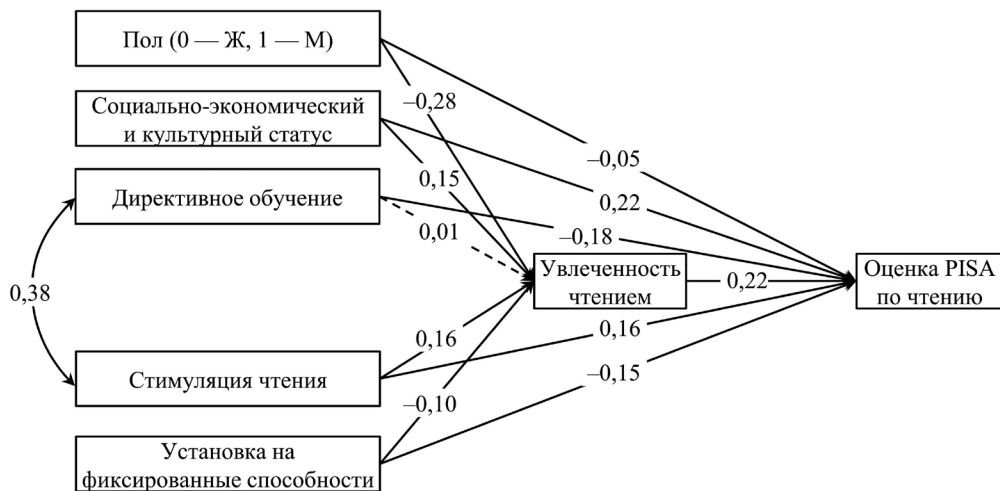 Пол (0 — Ж, 1 — М)
–0,28
Социально-экономический
и культурный статус
–0,05
0,15
Директивное обучение
0,22
0,01
–0,18
Увлеченность
чтением
0,22
Оценка PISA
по чтению
0,38
0,16
0,16
Стимуляция чтения
–0,15
–0,10
Установка на
фиксированные способности